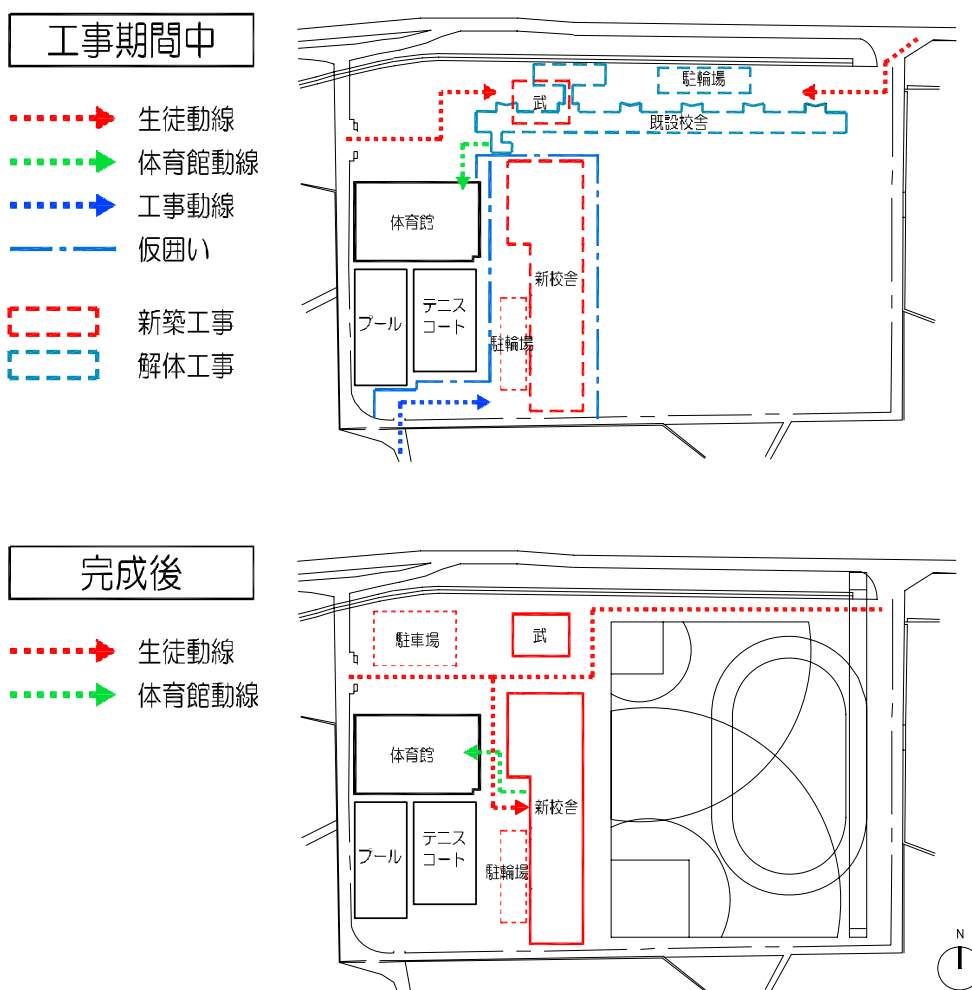 工事期間中
生徒動線
体育館動線
工事動線
仮囲い
新築工事
解体工事
武
駐輪場
既設校舎
体育館
新校舎
プール
テニス
コート
駐輪場
完成後
生徒動線
体育館動線
駐車場
武
体育館
新校舎
プール
テニス
コート
駐輪場
N